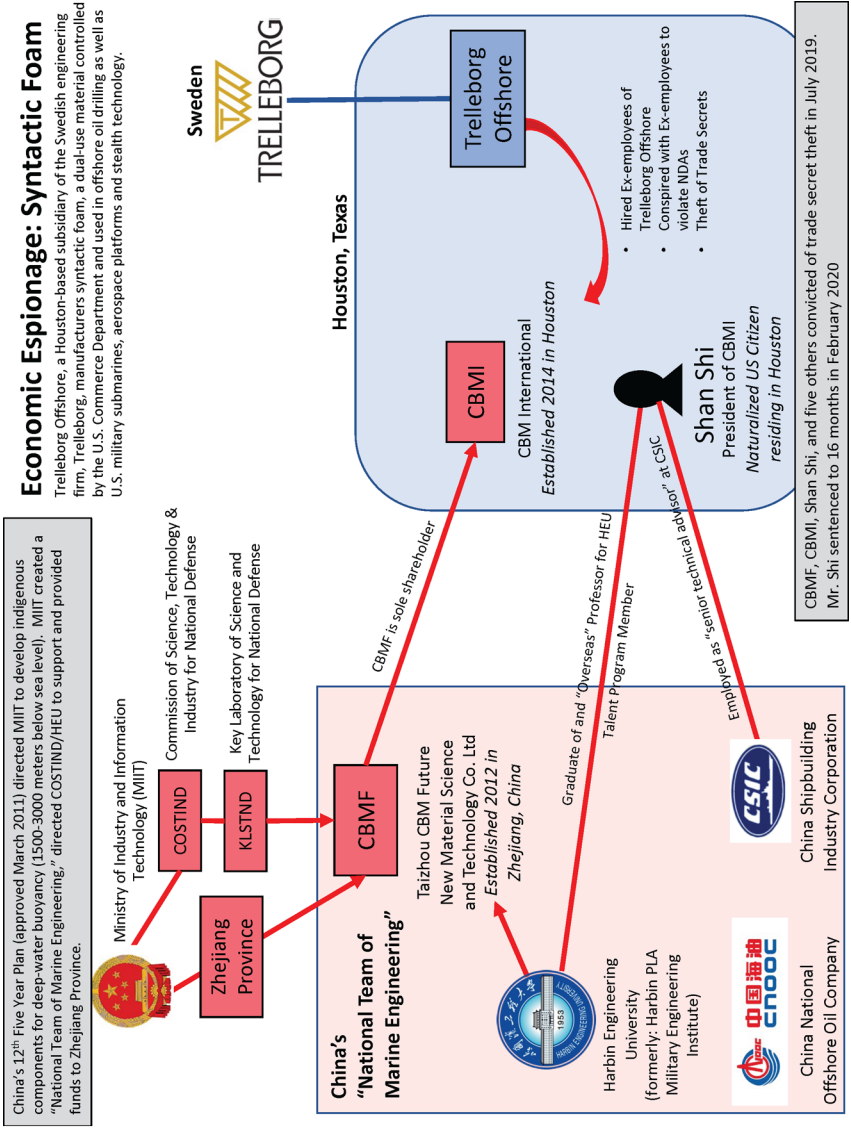 Economic Espionage: Syntactic Foam
Trelleborg Offshore, a Houston-based subsidiary of the Swedish engineering
firm, Trelleborg, manufacturers syntactic foam, a dual-use material controlled
by the U.S. Commerce Department and used in offshore oil drilling as well as
U.S. military submarines, aerospace platforms and stealth technology.
China's 12th Five Year Plan (approved March 2011) directed MIIT to develop indigenous
components for deep-water buoyancy (1500-3000 meters below sea level). MIIT created a
"National Team of Marine Engineering," directed COSTIND/HEU to support and provided
funds to Zhejiang Province.
Ministry of Industry and Information
Technology (MIIT)
COSTIND
Commission of Science, Technology &
Industry for National Defense
KLSTND
Key Laboratory of Science and
Technology for National Defense
Zhejiang
Province
CBMF
China's
"National Team of
Marine Engineering"
Taizhou CBM Future
New Material Science
and Technology Co. Ltd
Established 2012 in
Zhejiang, China
哈尔滨工程大学
1953
HARBIN ENGINEERING UNIVERSITY
Harbin Engineering
University
(formerly: Harbin PLA
Military Engineering
Institute)
CNOOC
中国海油
CNOOC
China National
Offshore Oil Company
CSIC
China Shipbuilding
Industry Corporation
CBMF is sole shareholder
Graduate of and "Overseas" Professor for HEU
Talent Program Member
Employed as "senior technical advisor" at CSIC
Sweden
TRELLEBORG
Houston, Texas
Trelleborg
Offshore
CBMI
CBM International
Established 2014 in Houston
• Hired Ex-employees of
Trelleborg Offshore
• Conspired with Ex-employees to
violate NDAs
• Theft of Trade Secrets
Shan Shi
President of CBMI
Naturalized US Citizen
residing in Houston
CBMF, CBMI, Shan Shi, and five others convicted of trade secret theft in July 2019.
Mr. Shi sentenced to 16 months in February 2020